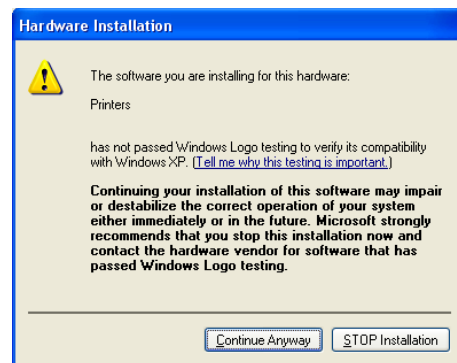 Hardware Installation
The software you are installing for this hardware:
Printers
has not passed Windows Logo testing to verify its compatibility
with Windows XP. (Tell me why this testing is important.)
Continuing your installation of this software may impair
or destabilize the correct operation of your system
either immediately or in the future. Microsoft strongly
recommends that you stop this installation now and
contact the hardware vendor for software that has
passed Windows Logo testing.
Continue Anyway STOP Installation